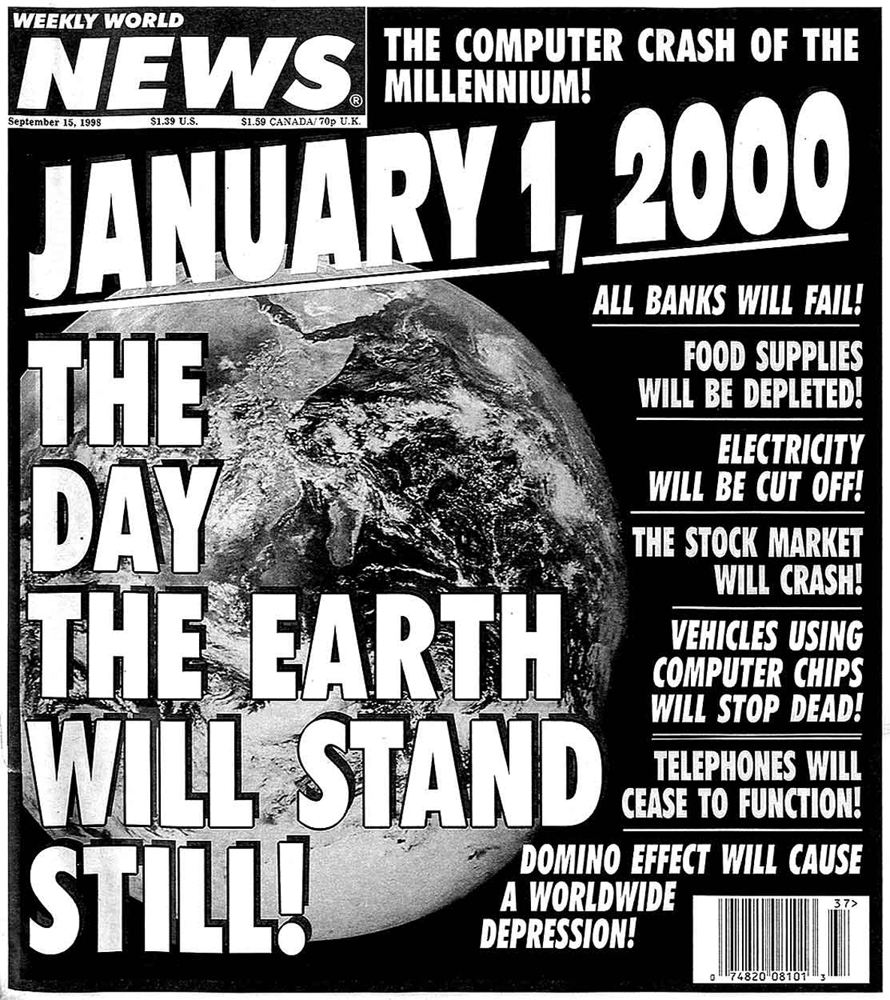 WEEKLY WORLD
NEWS®
September 15, 1998 $1.39 U.S. $1.59 CANADA/ 70p U.K.
THE COMPUTER CRASH OF THE
MILLENNIUM!
JANUARY 1, 2000
THE
DAY
THE EARTH
WILL STAND
STILL!
ALL BANKS WILL FAIL!
FOOD SUPPLIES
WILL BE DEPLETED!
ELECTRICITY
WILL BE CUT OFF!
THE STOCK MARKET
WILL CRASH!
VEHICLES USING
COMPUTER CHIPS
WILL STOP DEAD!
TELEPHONES WILL
CEASE TO FUNCTION!
DOMINO EFFECT WILL CAUSE
A WORLDWIDE
DEPRESSION!
37>
0 74820 08101 3